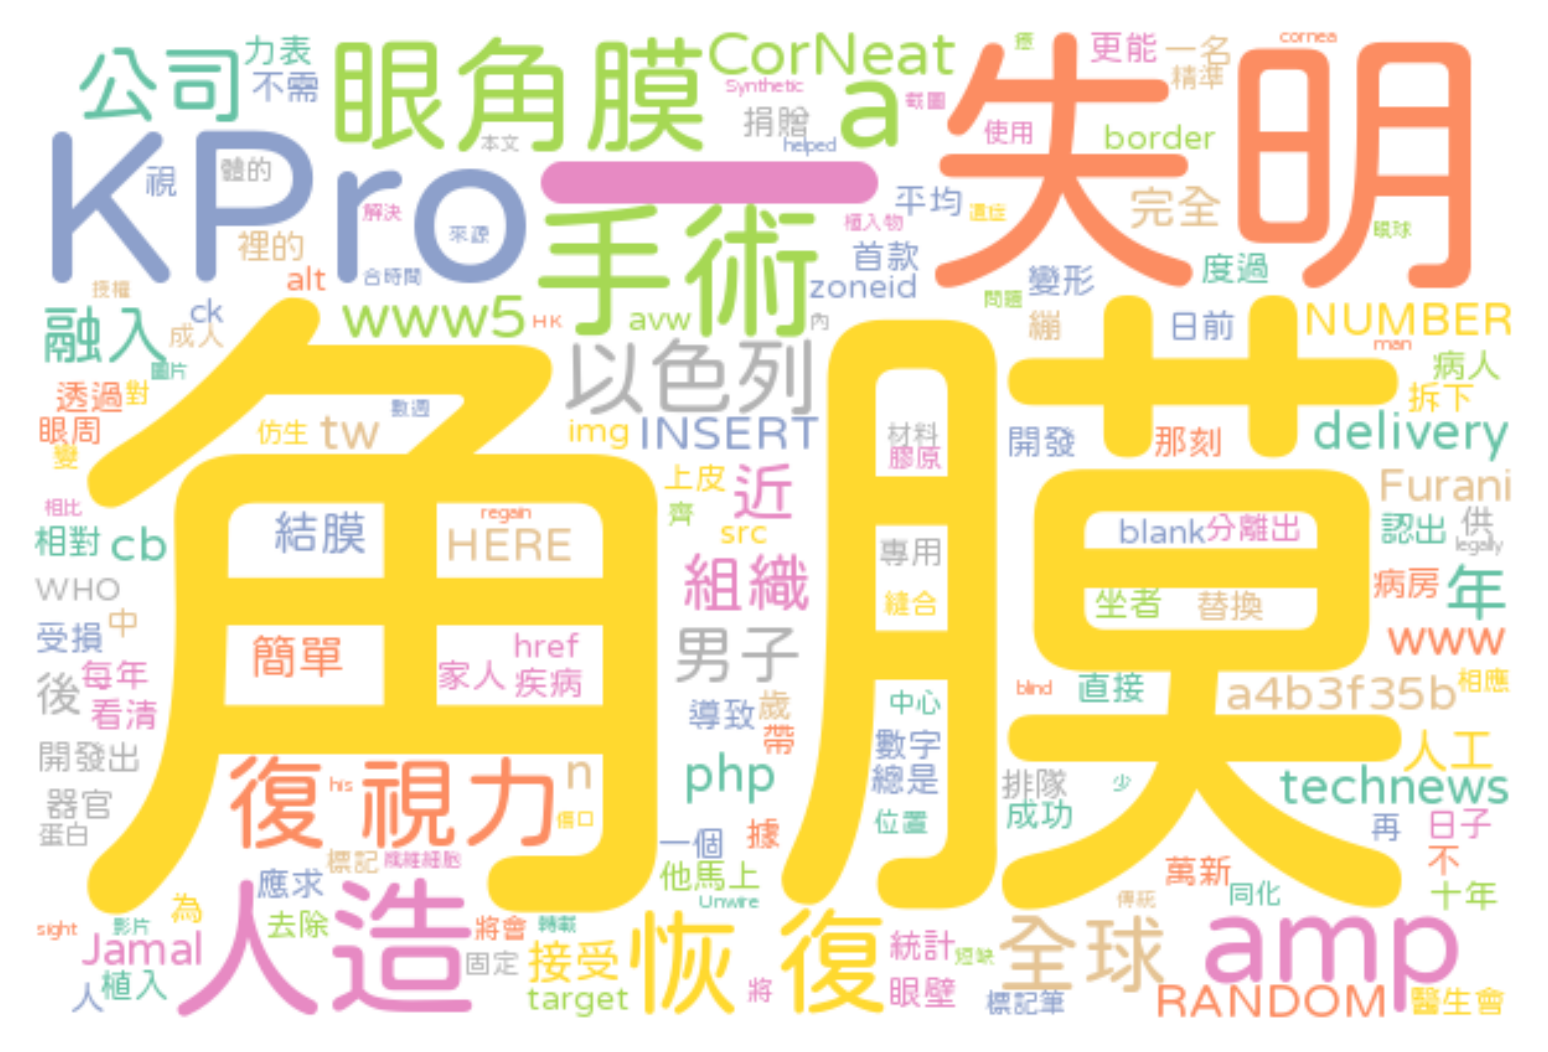 公司
力表
不需
眼角膜
CorNeat
Synthetic
捐贈
a
截圖
失明
更能
一名
精準
cornea
癒
使用
border
helped
本文
KPro
視
體的
解決
來源
裡的
合時間
alt
授權
ck
一
手術
平均
遺症
植入物
首款
zoneid
完全
眼球
度過
變形
問題
繃
日前
NUMBER
man
病人
融入
成人
圖片
www5
HK
avw
內
以色列
透過
對
數週
眼周
變
仿生
tw
img
INSERT
材料
膠原
開發
那刻
拆下
delivery
角膜
相比
相對
cb
結膜
regain
HERE
上皮
近
齊
src
專用
blank
分離出
Furani
認出
供
legally
WHO
中
受損
組織
縫合
坐者
替換
病房
年
每年
後
看清
簡單
href
家人
疾病
男子
www
blind
直接
a4b3f35b
相應
導致
歲
帶
中心
數字
總是
開發出
器官
蛋白
復
his
視力
n
傷口
php
位置
排隊
少
成功
人工
technews
再
日子
不
標記
纖維細胞
一個
據
他馬上
Unwire
應求
萬新
同化
十年
傳統
為
sight
影片
Jamal
人
植入
人造
去除
將會
轉載
固定
接受
target
恢復
將
統計
短缺
眼壁
全球
標記筆
amp
RANDOM
醫生會